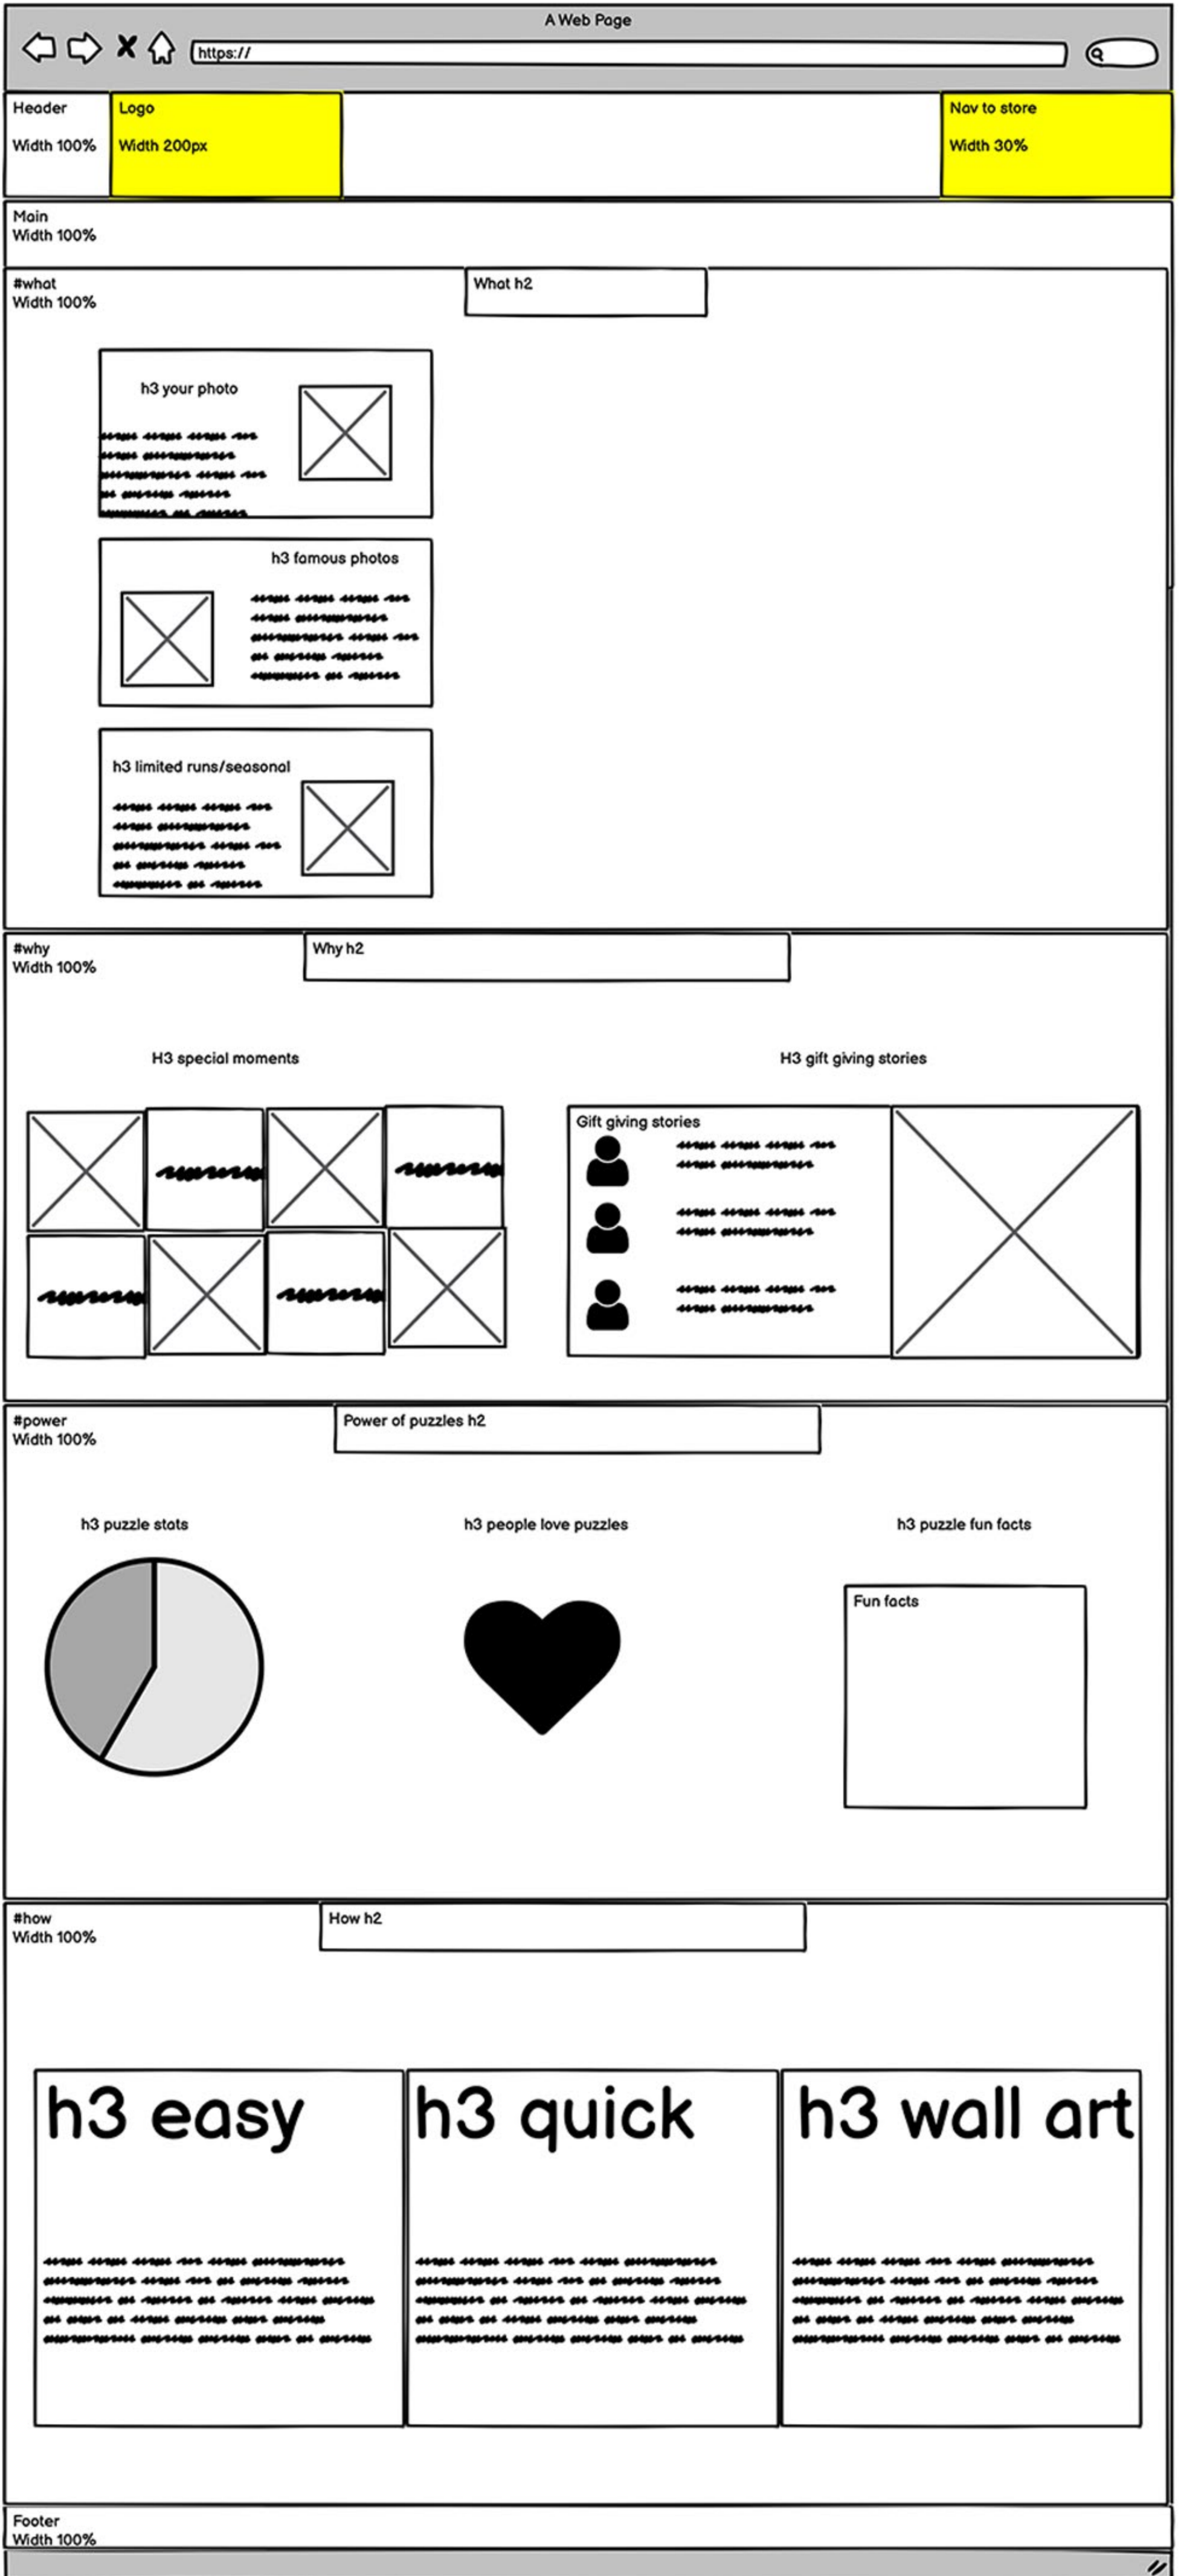 A Web Page
https://
Header
Width 100%
Logo
Width 200px
Nav to store
Width 30%
Main
Width 100%
#what
Width 100%
What h2
h3 your photo
h3 famous photos
h3 limited runs/seasonal
#why
Width 100%
Why h2
H3 special moments
H3 gift giving stories
Gift giving stories
#power
Width 100%
Power of puzzles h2
h3 puzzle stats
h3 people love puzzles
h3 puzzle fun facts
Fun facts
#how
Width 100%
How h2
h3 easy
h3 quick
h3 wall art
Footer
Width 100%